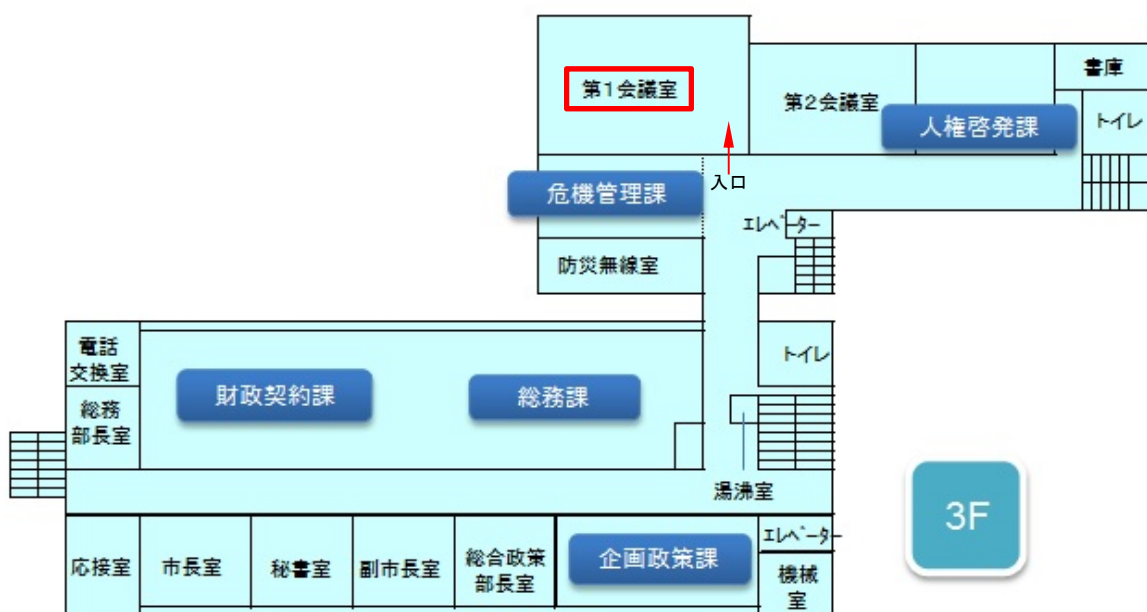 第1会議室
第2会議室
書庫
人権啓発課
トイレ
入口
危機管理課
エレベーター
防災無線室
電話
交換室
トイレ
財政契約課
総務課
総務
部長室
湯沸室
3F
応接室
市長室
秘書室
副市長室
総合政策
部長室
企画政策課
エレベーター
機械
室